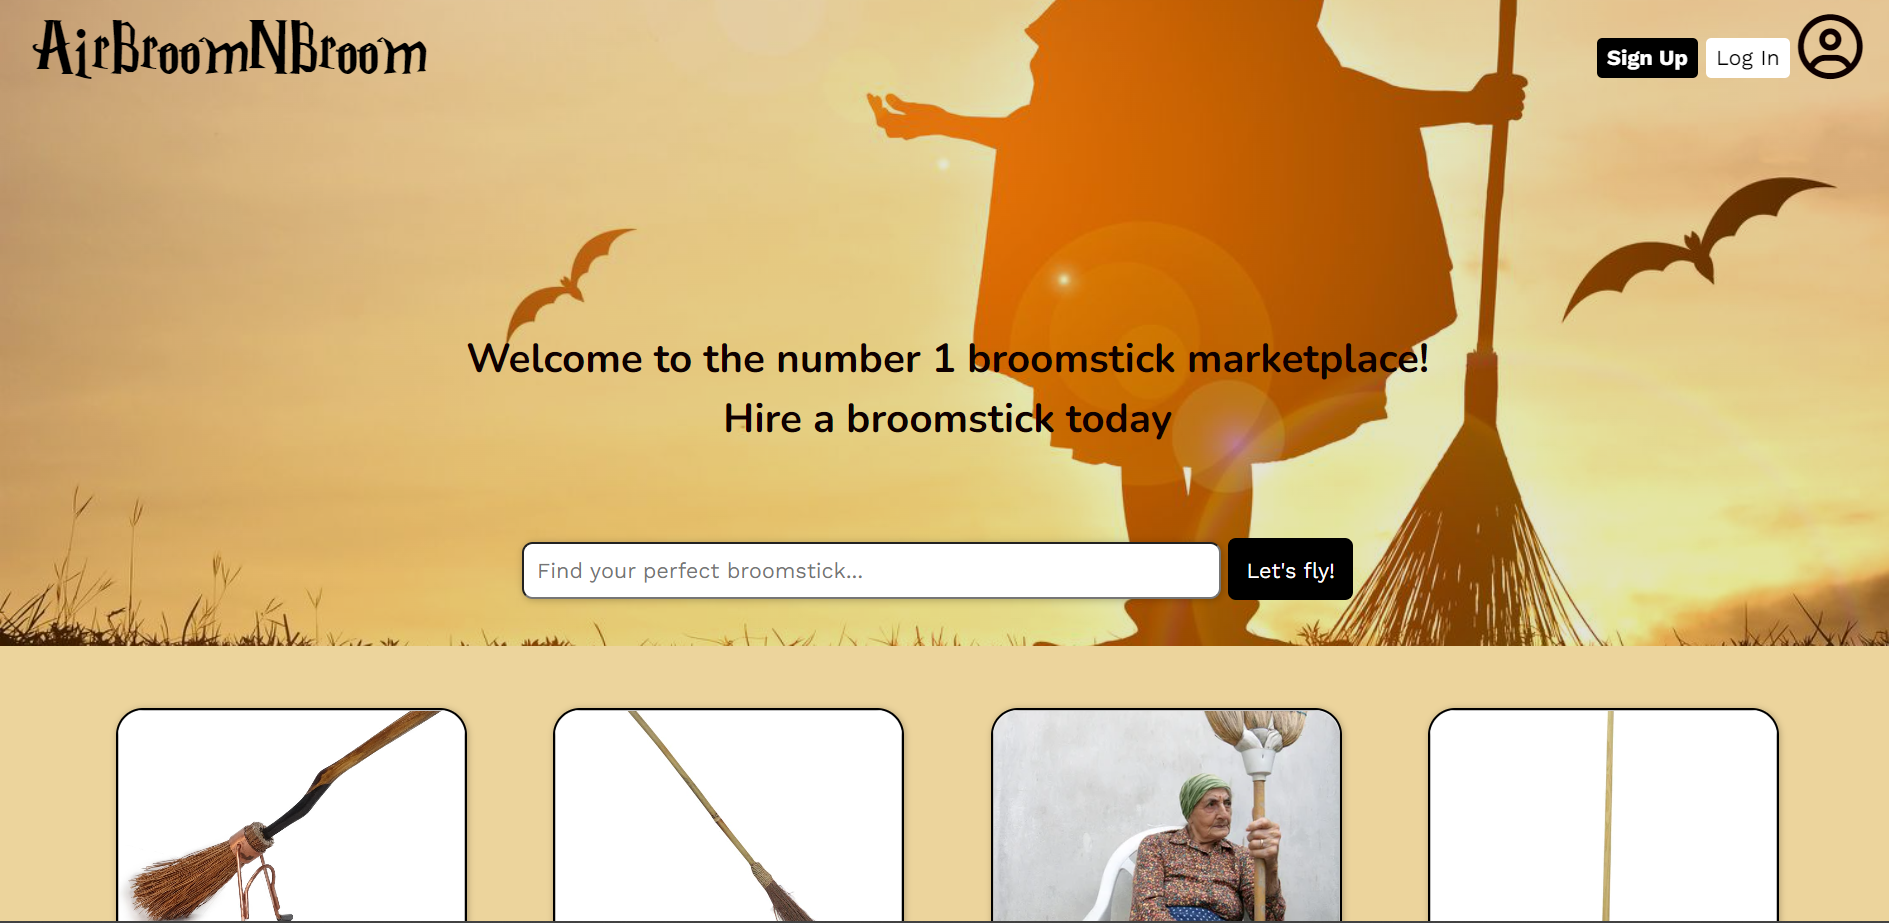 AirBroomNBroom
Sign Up
Log In
Welcome to the number 1 broomstick marketplace!
Hire a broomstick today
Find your perfect broomstick...
Let's fly!